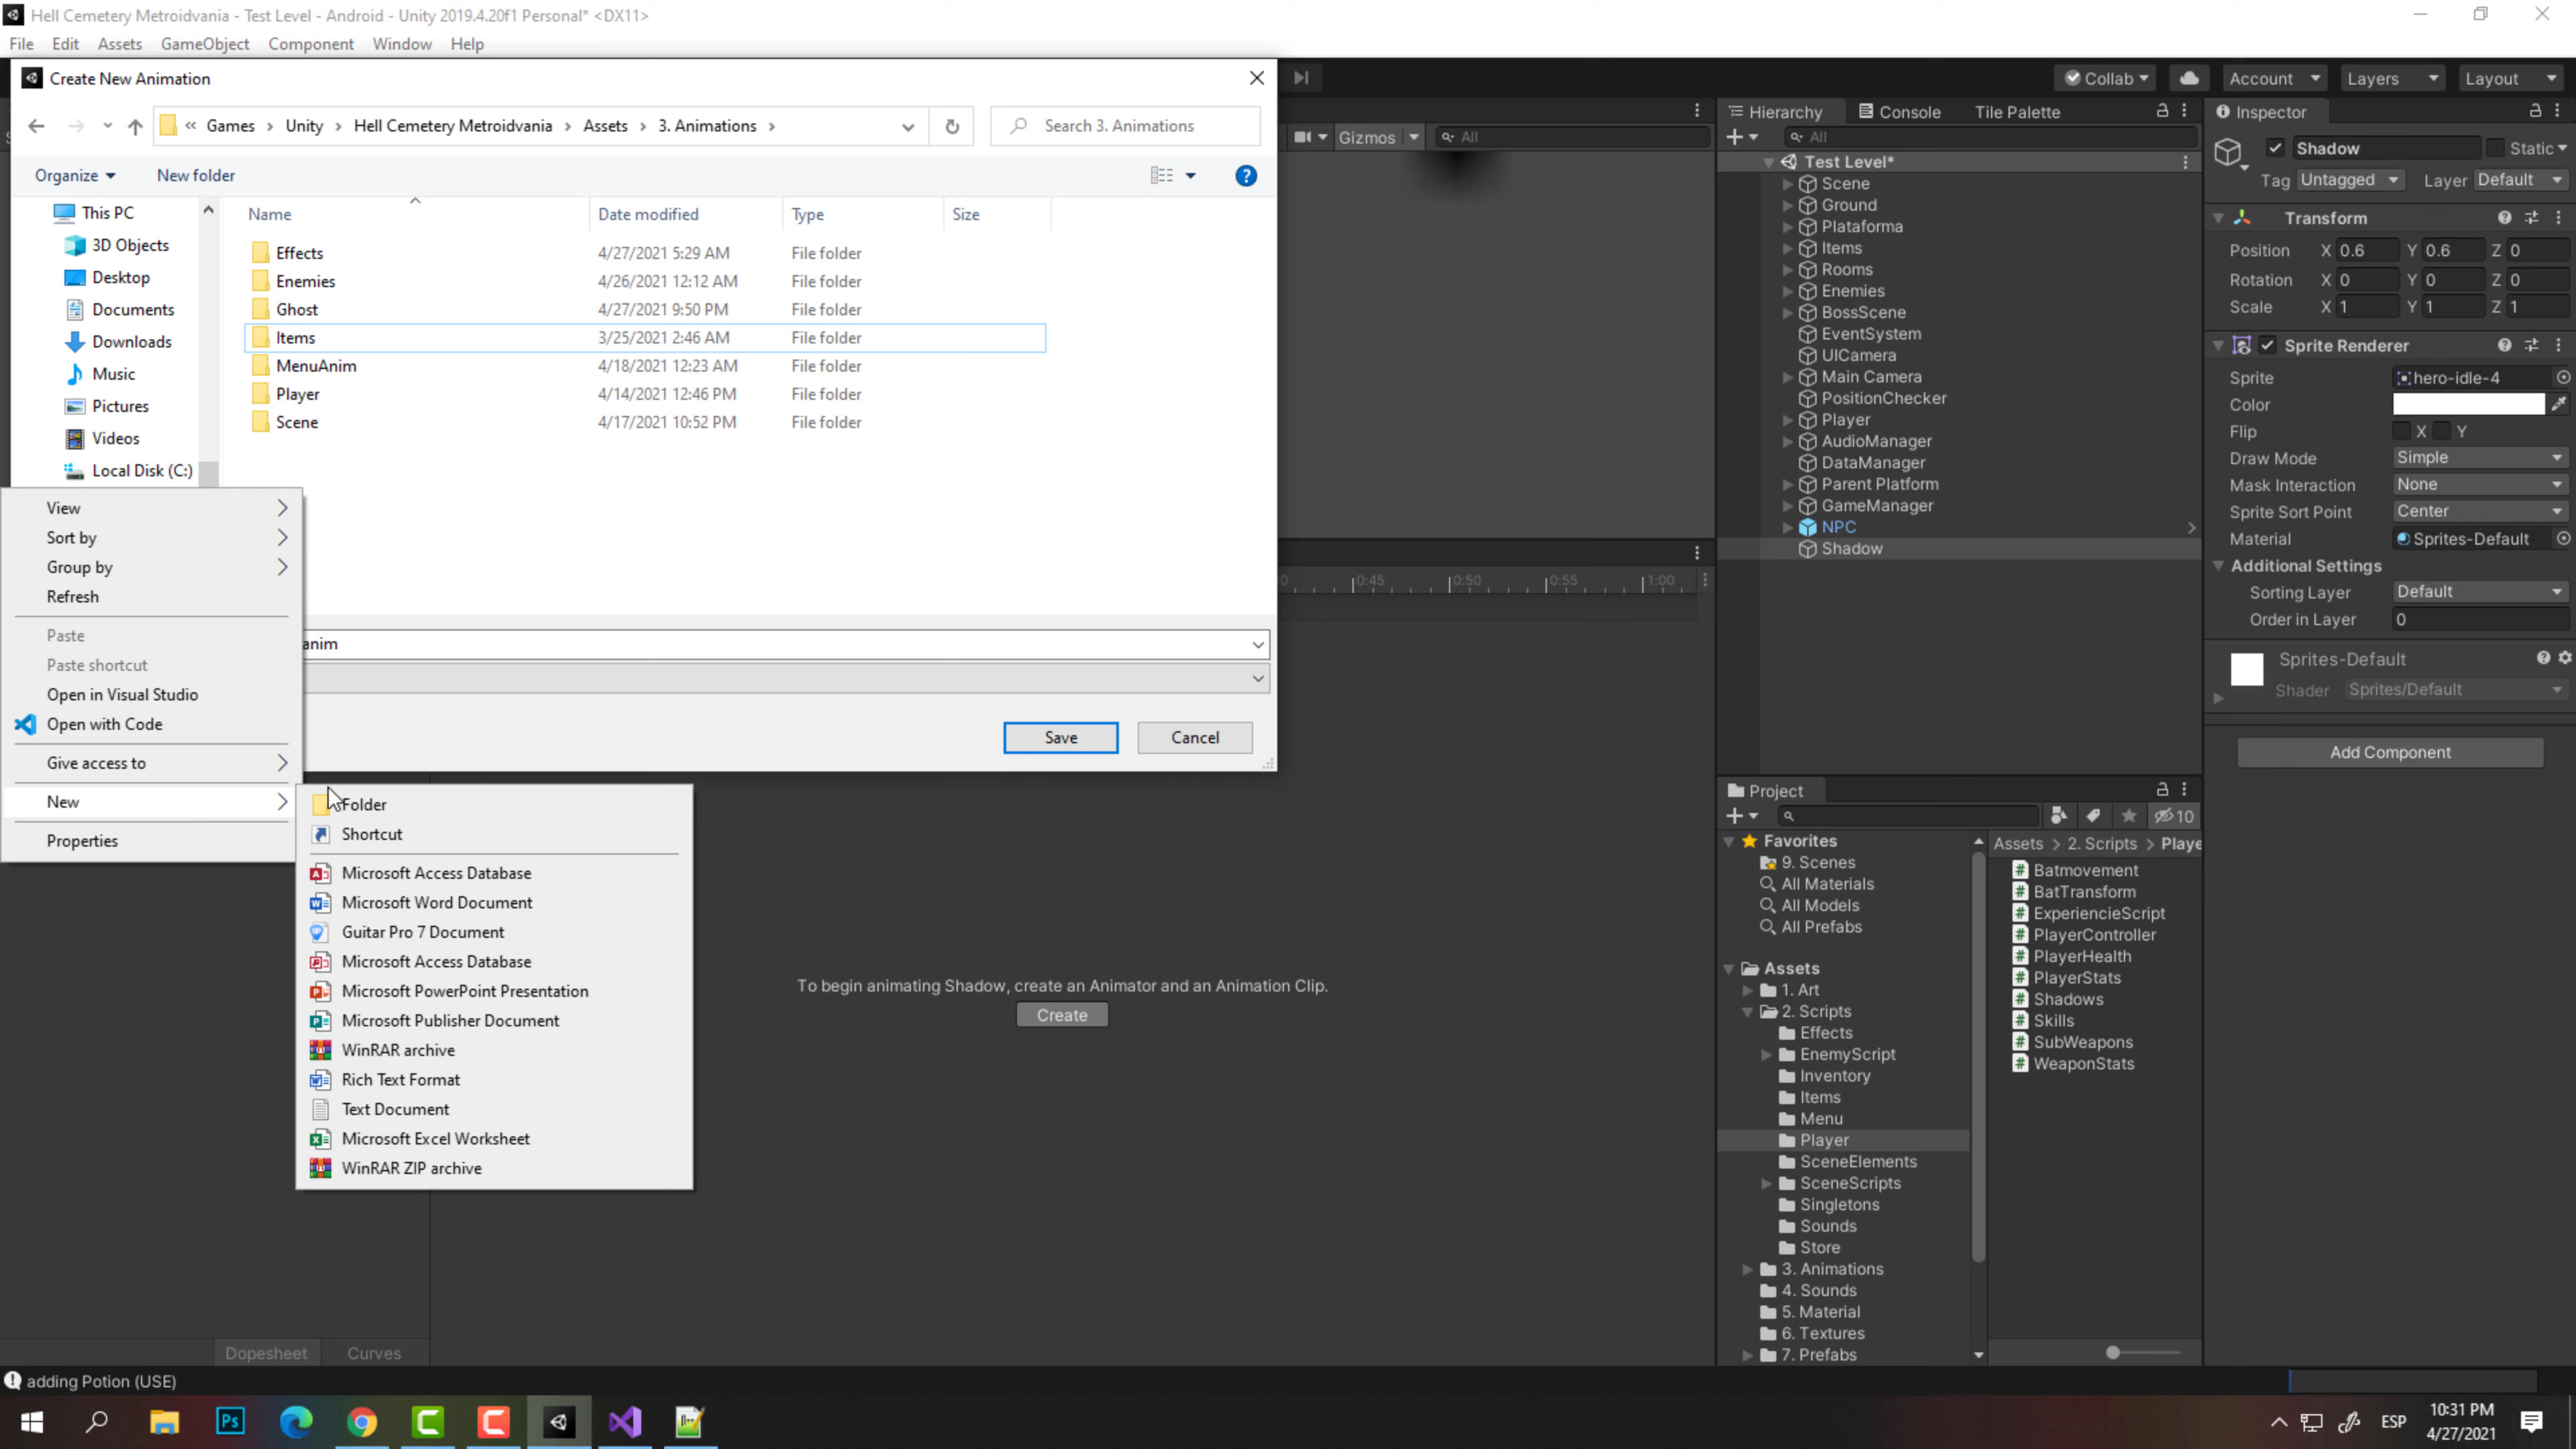 Hell Cemetery Metroidvania - Test Level - Android - Unity 2019.4.20f1 Personal* <DX11>
File Edit Assets GameObject Component Window Help
Create New Animation
« Games Unity Hell Cemetery Metroidvania Assets 3. Animations
Search 3. Animations
Organize New folder
This PC
3D Objects
Desktop
Documents
Downloads
Music
Pictures
Videos
Local Disk (C:)
Name Date modified Type Size
Effects 4/27/2021 5:29 AM File folder
Enemies 4/26/2021 12:12 AM File folder
Ghost 4/27/2021 9:50 PM File folder
Items 3/25/2021 2:46 AM File folder
MenuAnim 4/18/2021 12:23 AM File folder
Player 4/14/2021 12:46 PM File folder
Scene 4/17/2021 10:52 PM File folder
anim
Save Cancel
View
Sort by
Group by
Refresh
Paste
Paste shortcut
Open in Visual Studio
Open with Code
Give access to
New
Properties
Folder
Shortcut
Microsoft Access Database
Microsoft Word Document
Guitar Pro 7 Document
Microsoft Access Database
Microsoft PowerPoint Presentation
Microsoft Publisher Document
WinRAR archive
Rich Text Format
Text Document
Microsoft Excel Worksheet
WinRAR ZIP archive
Gizmos All
0:45 0:50 0:55 1:00
To begin animating Shadow, create an Animator and an Animation Clip.
Create
Dopesheet Curves
Collab Account Layers Layout
Hierarchy Console Tile Palette
All
Test Level*
Scene
Ground
Plataforma
Items
Rooms
Enemies
BossScene
EventSystem
UICamera
Main Camera
PositionChecker
Player
AudioManager
DataManager
Parent Platform
GameManager
NPC
Shadow
Project
10
Favorites
9. Scenes
All Materials
All Models
All Prefabs
Assets
1. Art
2. Scripts
Effects
EnemyScript
Inventory
Items
Menu
Player
SceneElements
SceneScripts
Singletons
Sounds
Store
3. Animations
4. Sounds
5. Material
6. Textures
7. Prefabs
Assets > 2. Scripts > Playe
Batmovement
BatTransform
ExperiencieScript
PlayerController
PlayerHealth
PlayerStats
Shadows
Skills
SubWeapons
WeaponStats
Inspector
Shadow Static
Tag Untagged Layer Default
Transform
Position X 0.6 Y 0.6 Z 0
Rotation X 0 Y 0 Z 0
Scale X 1 Y 1 Z 1
Sprite Renderer
Sprite hero-idle-4
Color
Flip X Y
Draw Mode Simple
Mask Interaction None
Sprite Sort Point Center
Material Sprites-Default
Additional Settings
Sorting Layer Default
Order in Layer 0
Sprites-Default
Shader Sprites/Default
Add Component
adding Potion (USE)
Ps
ESP
10:31 PM
4/27/2021